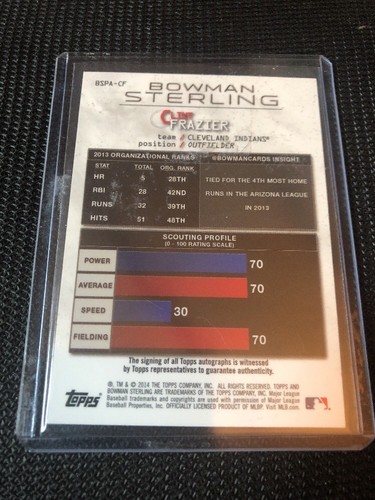 BSPA-CF
BOWMAN
STERLING
CLINT
FRAZIER
team // CLEVELAND INDIANS®
position // OUTFIELDER
2013 ORGANIZATIONAL RANKS
@BOWMANCARDS INSIGHT
STAT TOTAL ORG. RANK
HR 5 28TH
RBI 28 42ND
RUNS 32 39TH
HITS 51 48TH
TIED FOR THE 4TH MOST HOME
RUNS IN THE ARIZONA LEAGUE
IN 2013
SCOUTING PROFILE
(0 - 100 RATING SCALE)
POWER 70
AVERAGE 70
SPEED 30
FIELDING 70
The signing of all Topps autographs is witnessed
by Topps representatives to guarantee authenticity.
®, TM & © 2014 THE TOPPS COMPANY, INC. ALL RIGHTS RESERVED. TOPPS AND
BOWMAN STERLING ARE TRADEMARKS OF THE TOPPS COMPANY, INC. Major League
Baseball trademarks and copyrights are used with permission of Major League
Baseball Properties, Inc. OFFICIALLY LICENSED PRODUCT OF MLBP. Visit MLB.com.
Topps